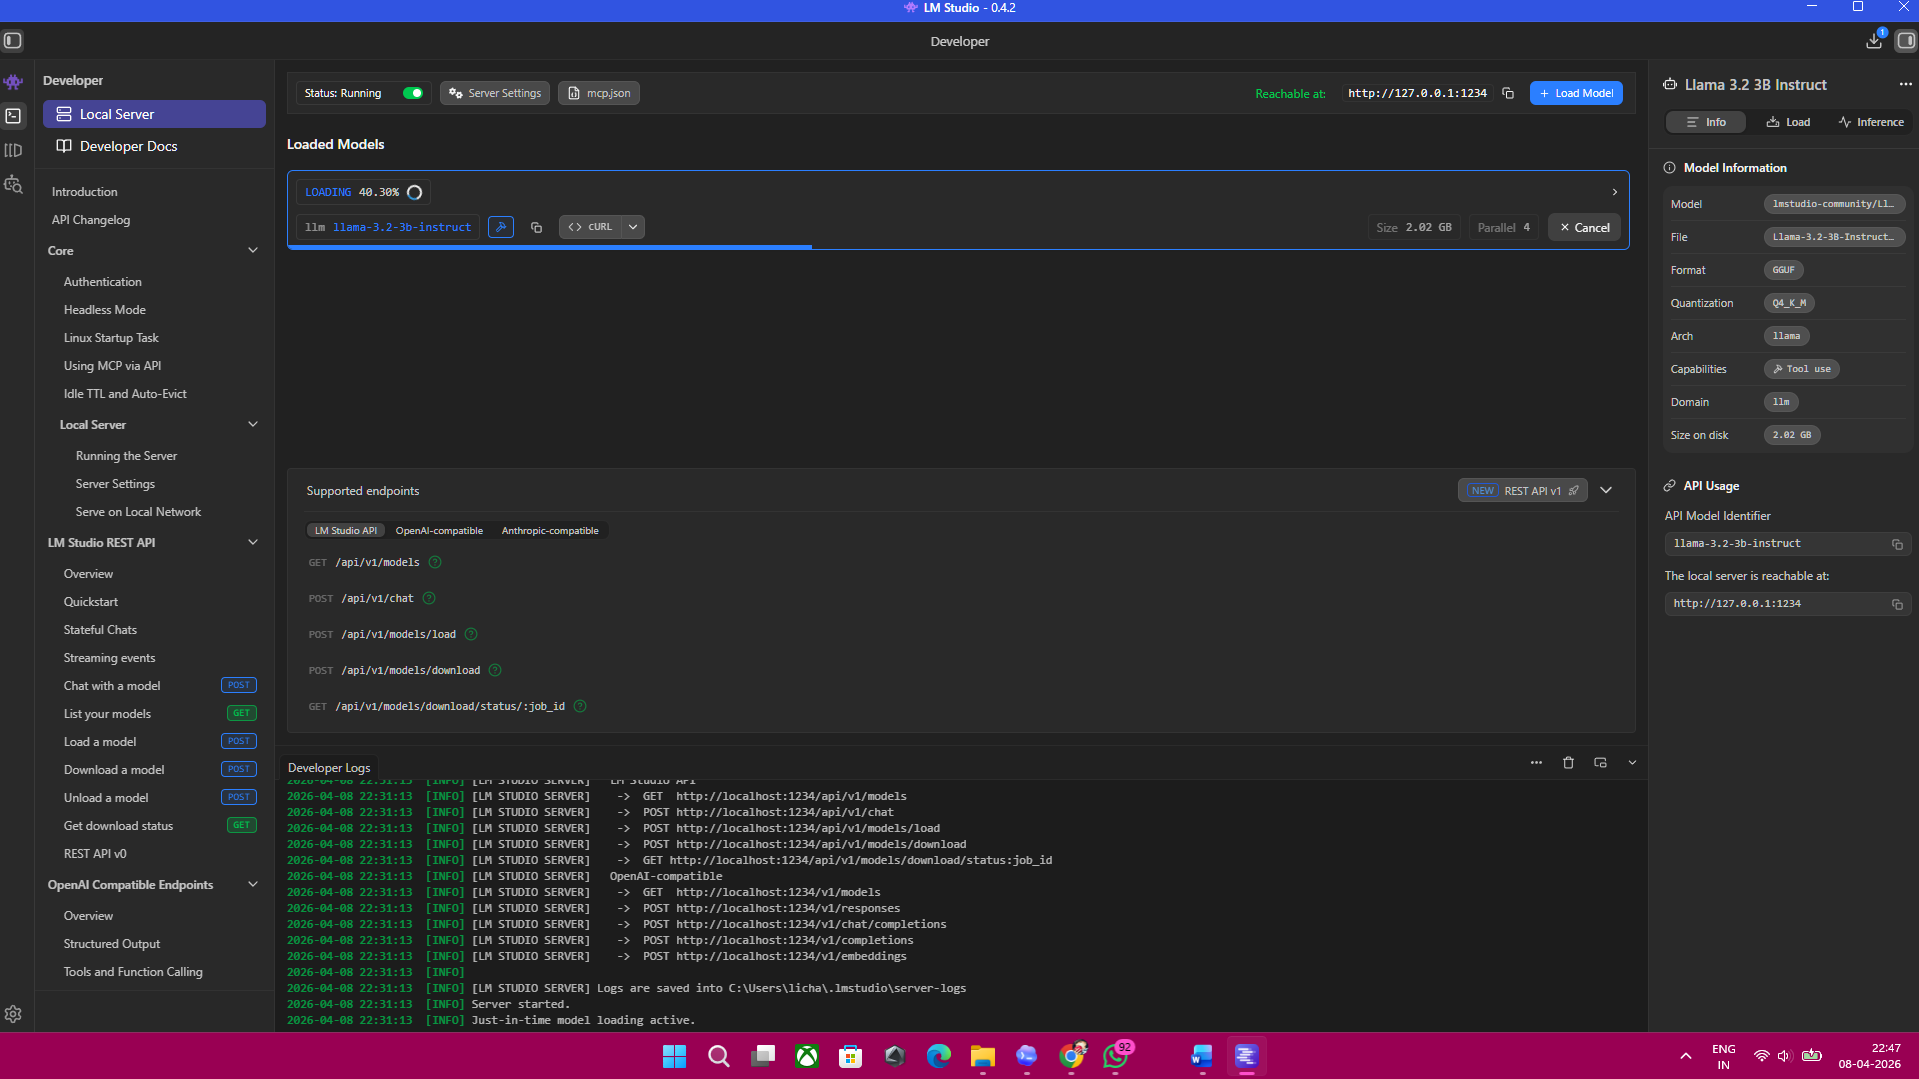 LM Studio - 0.4.2
Developer
1
Developer
Local Server
Developer Docs
Introduction
API Changelog
Core
Authentication
Headless Mode
Linux Startup Task
Using MCP via API
Idle TTL and Auto-Evict
Local Server
Running the Server
Server Settings
Serve on Local Network
LM Studio REST API
Overview
Quickstart
Stateful Chats
Streaming events
Chat with a model POST
List your models GET
Load a model POST
Download a model POST
Unload a model POST
Get download status GET
REST API v0
OpenAI Compatible Endpoints
Overview
Structured Output
Tools and Function Calling
Status: Running Server Settings mcp.json Reachable at: http://127.0.0.1:1234 + Load Model
Loaded Models
LOADING 40.30%
llm llama-3.2-3b-instruct cURL Size 2.02 GB Parallel 4 Cancel
Supported endpoints NEW REST API v1
LM Studio API OpenAI-compatible Anthropic-compatible
GET /api/v1/models ?
POST /api/v1/chat ?
POST /api/v1/models/load ?
POST /api/v1/models/download ?
GET /api/v1/models/download/status/:job_id ?
Developer Logs
2026-04-08 22:31:13 [INFO] [LM STUDIO SERVER] LM Studio API
2026-04-08 22:31:13 [INFO] [LM STUDIO SERVER] -> GET http://localhost:1234/api/v1/models
2026-04-08 22:31:13 [INFO] [LM STUDIO SERVER] -> POST http://localhost:1234/api/v1/chat
2026-04-08 22:31:13 [INFO] [LM STUDIO SERVER] -> POST http://localhost:1234/api/v1/models/load
2026-04-08 22:31:13 [INFO] [LM STUDIO SERVER] -> POST http://localhost:1234/api/v1/models/download
2026-04-08 22:31:13 [INFO] [LM STUDIO SERVER] -> GET http://localhost:1234/api/v1/models/download/status:job_id
2026-04-08 22:31:13 [INFO] [LM STUDIO SERVER] OpenAI-compatible
2026-04-08 22:31:13 [INFO] [LM STUDIO SERVER] -> GET http://localhost:1234/v1/models
2026-04-08 22:31:13 [INFO] [LM STUDIO SERVER] -> POST http://localhost:1234/v1/responses
2026-04-08 22:31:13 [INFO] [LM STUDIO SERVER] -> POST http://localhost:1234/v1/chat/completions
2026-04-08 22:31:13 [INFO] [LM STUDIO SERVER] -> POST http://localhost:1234/v1/completions
2026-04-08 22:31:13 [INFO] [LM STUDIO SERVER] -> POST http://localhost:1234/v1/embeddings
2026-04-08 22:31:13 [INFO]
2026-04-08 22:31:13 [INFO] [LM STUDIO SERVER] Logs are saved into C:\Users\licha\.lmstudio\server-logs
2026-04-08 22:31:13 [INFO] Server started.
2026-04-08 22:31:13 [INFO] Just-in-time model loading active.
Llama 3.2 3B Instruct
Info Load Inference
Model Information
Model lmstudio-community/Ll...
File Llama-3.2-3B-Instruct...
Format GGUF
Quantization Q4_K_M
Arch llama
Capabilities Tool use
Domain llm
Size on disk 2.02 GB
API Usage
API Model Identifier
llama-3.2-3b-instruct
The local server is reachable at:
http://127.0.0.1:1234
92
ENG
IN
22:47
08-04-2026